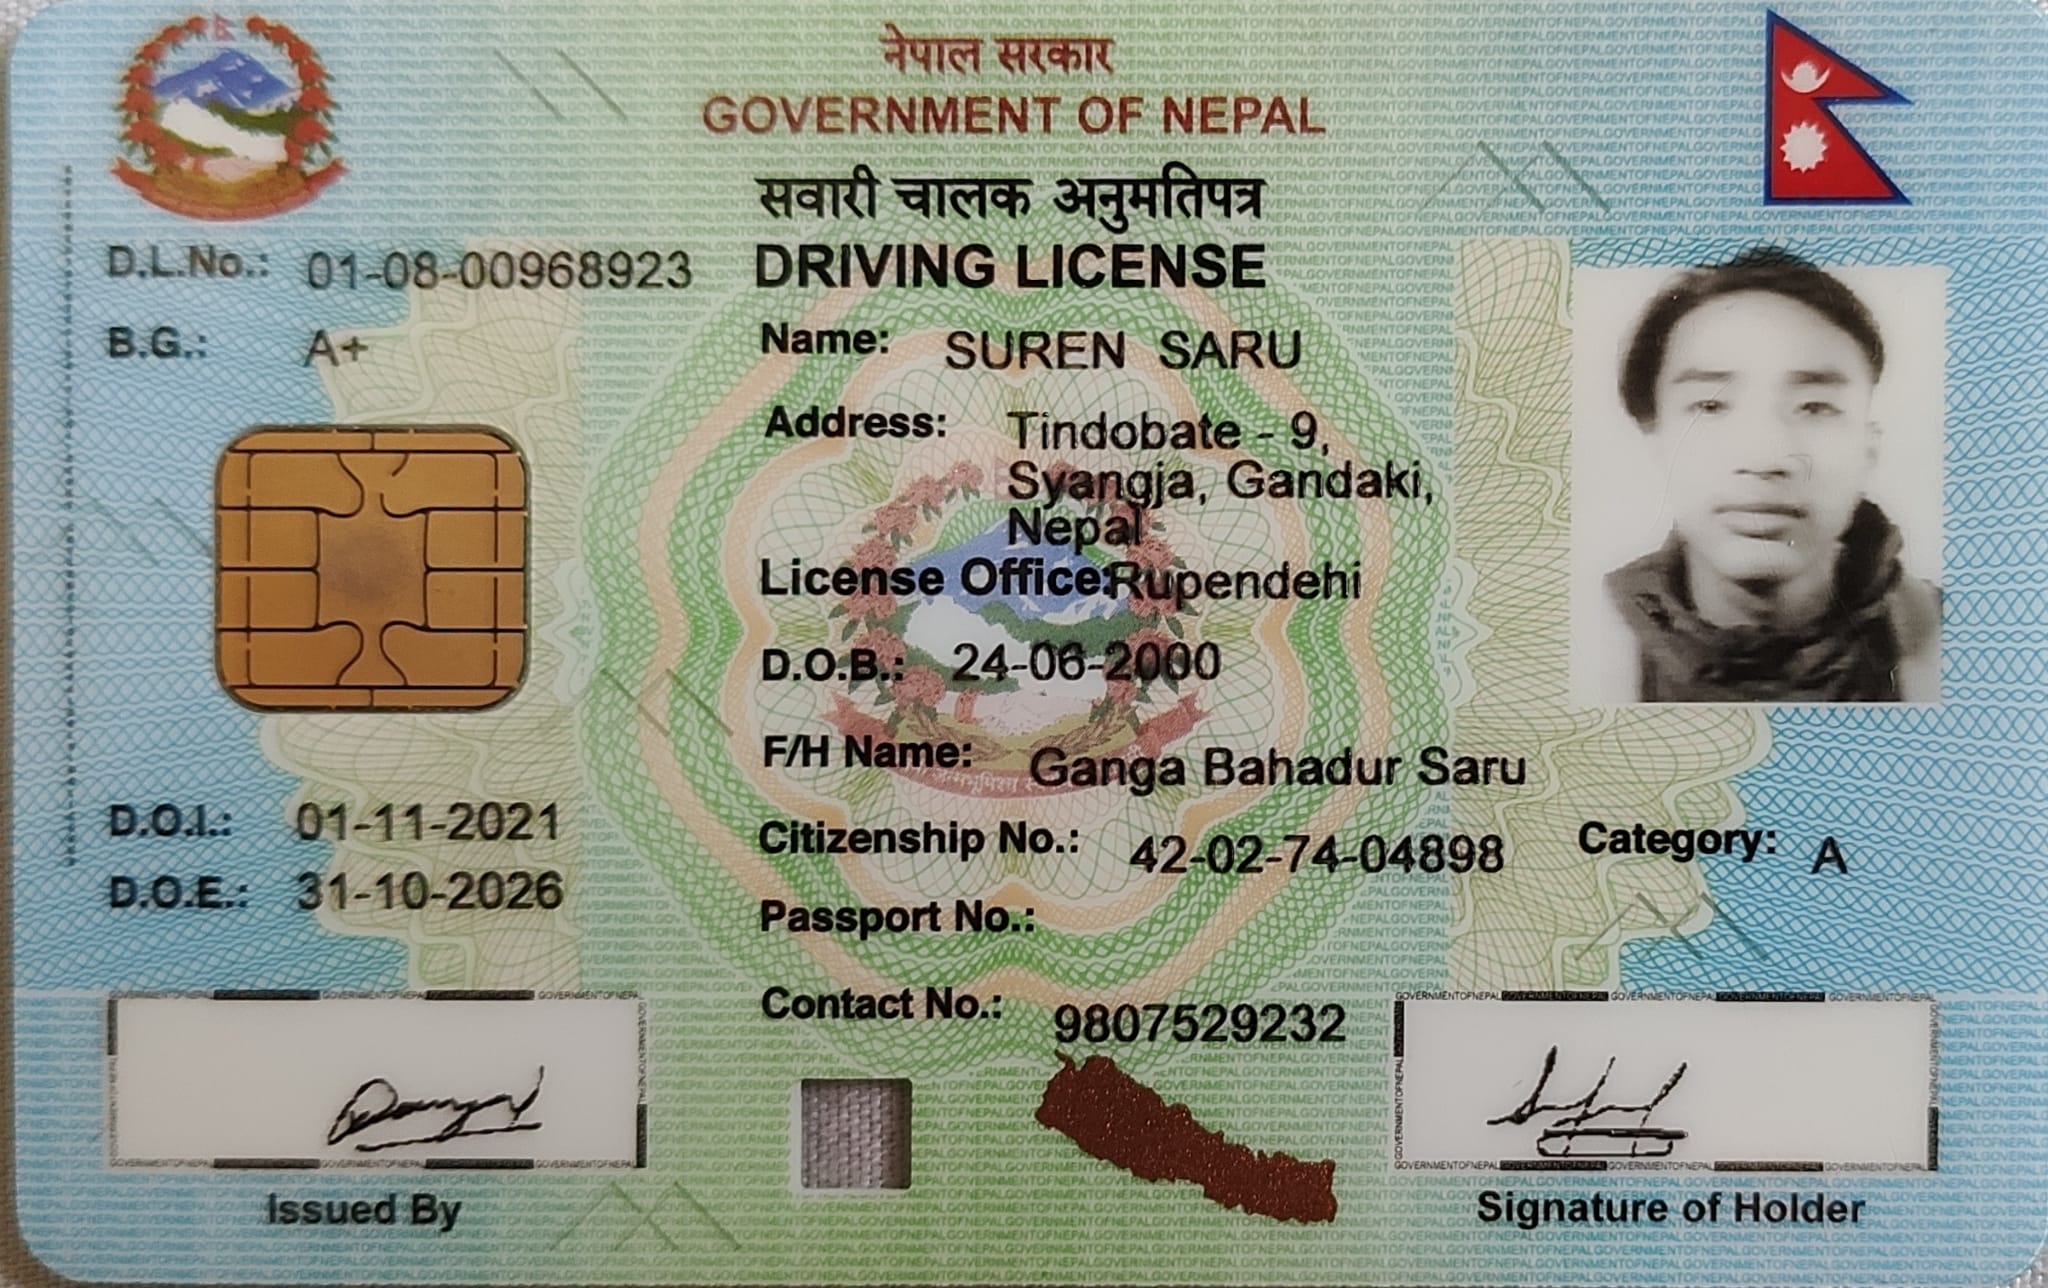 नेपाल सरकार
GOVERNMENT OF NEPAL
सवारी चालक अनुमतिपत्र
DRIVING LICENSE
D.L.No.: 01-08-00968923
B.G.: A+
Name: SUREN SARU
Address: Tindobate - 9,
Syangja, Gandaki,
Nepal
License Office: Rupendehi
D.O.B.: 24-06-2000
F/H Name: Ganga Bahadur Saru
D.O.I.: 01-11-2021
D.O.E.: 31-10-2026
Citizenship No.: 42-02-74-04898
Category: A
Passport No.:
Contact No.: 9807529232
Issued By
Signature of Holder